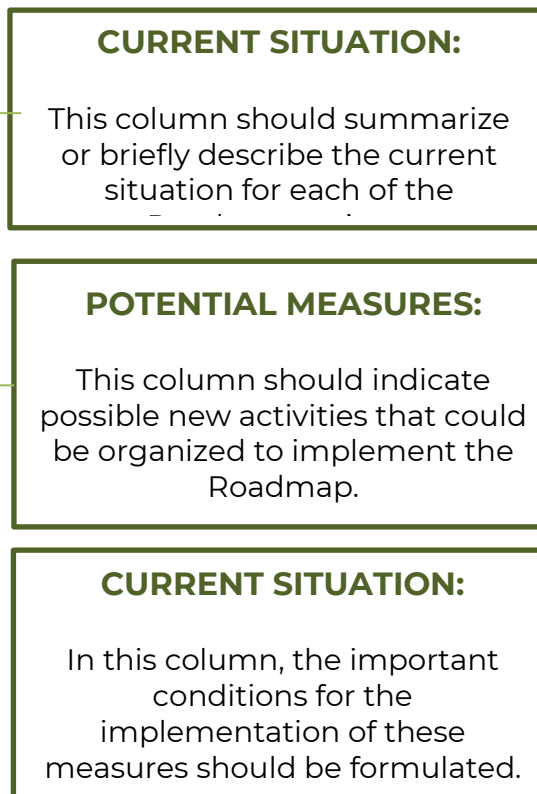 CURRENT SITUATION:
This column should summarize
or briefly describe the current
situation for each of the
POTENTIAL MEASURES:
This column should indicate
possible new activities that could
be organized to implement the
Roadmap.
CURRENT SITUATION:
In this column, the important
conditions for the
implementation of these
measures should be formulated.